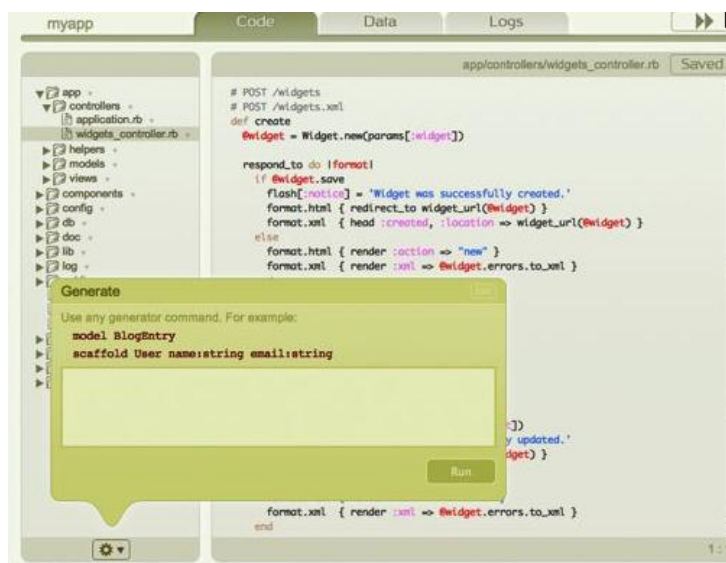 myapp
Code
Data
Logs
app/controllers/widgets_controller.rb
Saved
app
controllers
application.rb
widgets_controller.rb
helpers
models
views
components
config
db
doc
lib
log
# POST /widgets
# POST /widgets.xml
def create
@widget = Widget.new(params[:widget])
respond_to do |format|
if @widget.save
flash[:notice] = 'Widget was successfully created.'
format.html { redirect_to widget_url(@widget) }
format.xml { head :created, :location => widget_url(@widget) }
else
format.html { render :action => "new" }
format.xml { render :xml => @widget.errors.to_xml }
Generate
Use any generator command. For example:
model BlogEntry
scaffold User name:string email:string
Run
])
y updated.'
dget) }
format.xml { render :xml => @widget.errors.to_xml }
end
1: